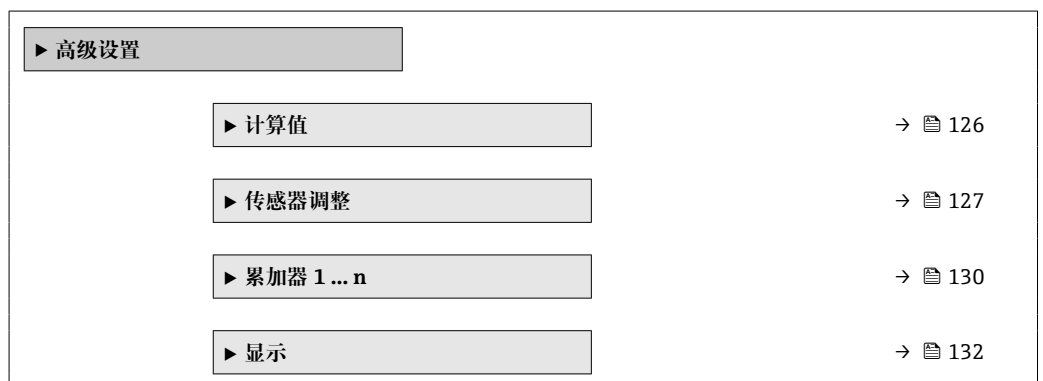 ▶ 高级设置
▶ 计算值 → 126
▶ 传感器调整 → 127
▶ 累加器 1 … n → 130
▶ 显示 → 132